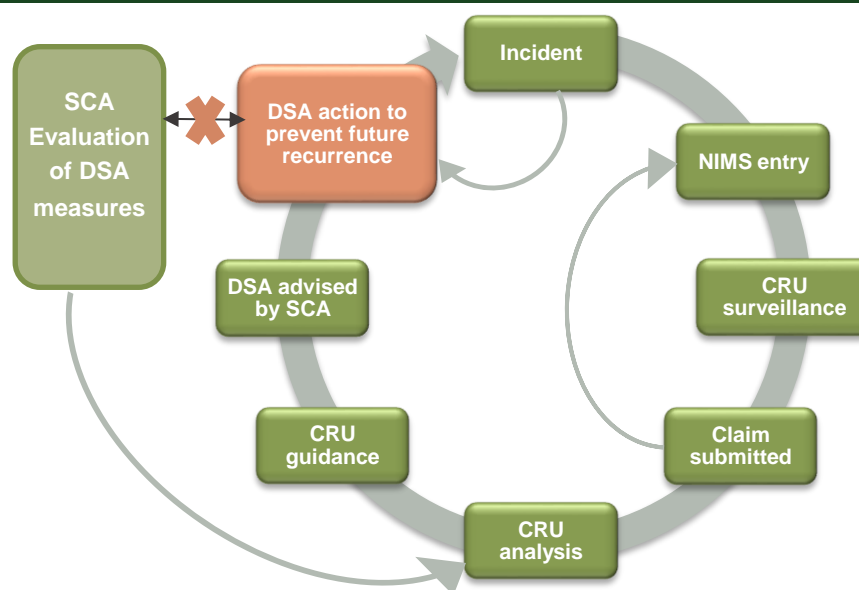 SCA
Evaluation
of DSA
measures
DSA action to
prevent future
recurrence
Incident
NIMS entry
CRU
surveillance
Claim
submitted
CRU
analysis
CRU
guidance
DSA advised
by SCA